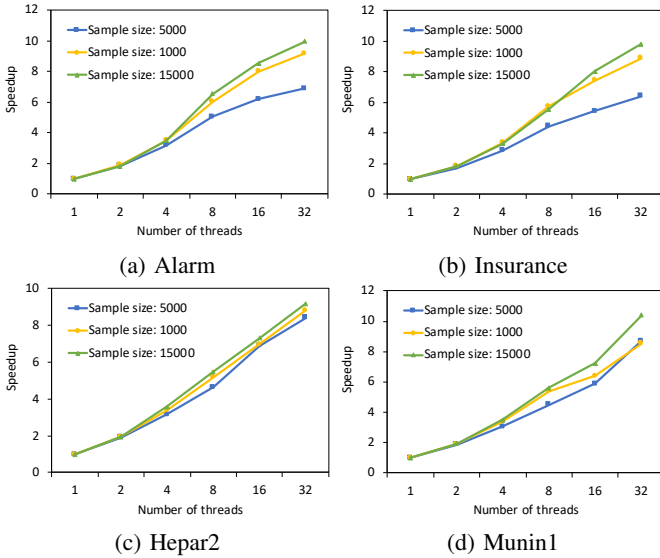 12
10
8
6
4
2
0
Speedup
Sample size: 5000
Sample size: 1000
Sample size: 15000
1 2 4 8 16 32
Number of threads
(a) Alarm
12
10
8
6
4
2
0
Speedup
Sample size: 5000
Sample size: 1000
Sample size: 15000
1 2 4 8 16 32
Number of threads
(b) Insurance
10
8
6
4
2
0
Speedup
Sample size: 5000
Sample size: 1000
Sample size: 15000
1 2 4 8 16 32
Number of threads
(c) Hepar2
12
10
8
6
4
2
0
Speedup
Sample size: 5000
Sample size: 1000
Sample size: 15000
1 2 4 8 16 32
Number of threads
(d) Munin1